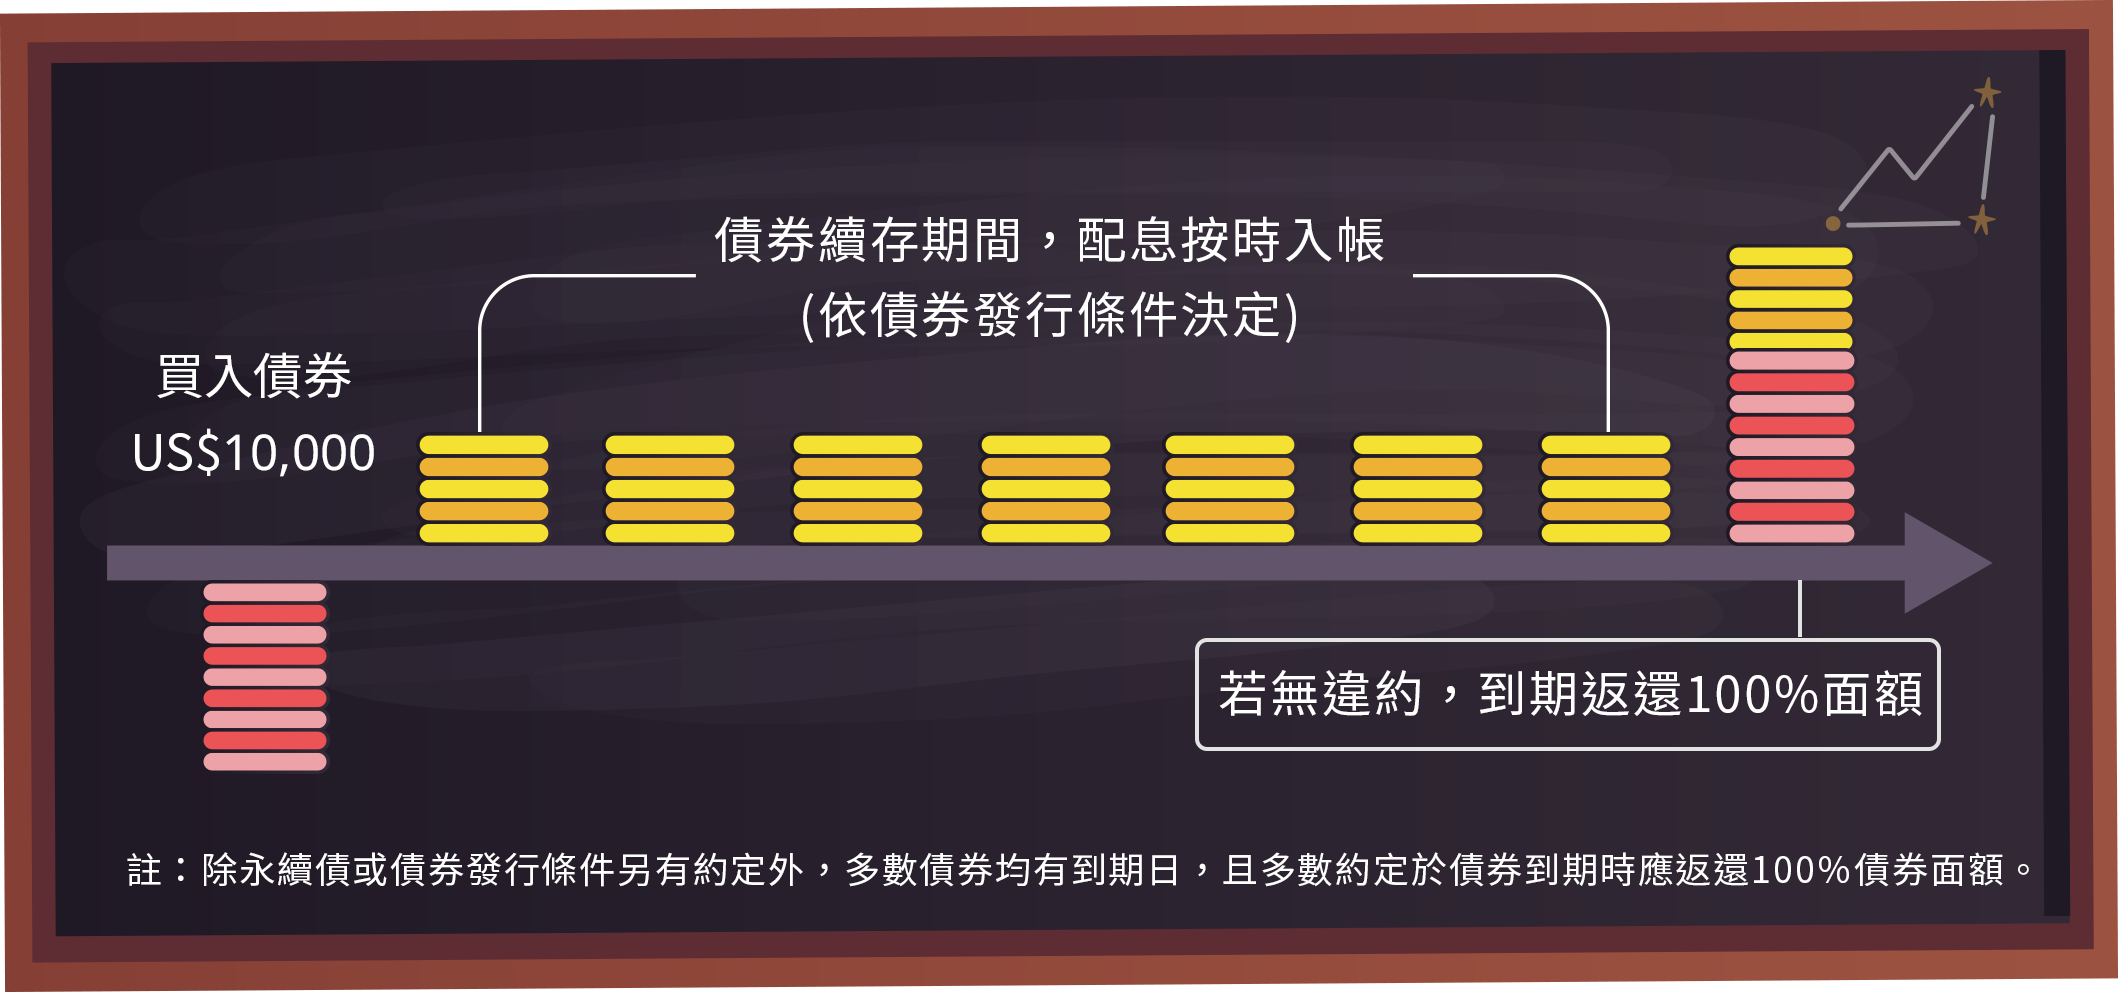 債券續存期間，配息按時入帳
(依債券發行條件決定)
買入債券
US$10,000
若無違約，到期返還100%面額
註：除永續債或債券發行條件另有約定外，多數債券均有到期日，且多數約定於債券到期時應返還100%債券面額。